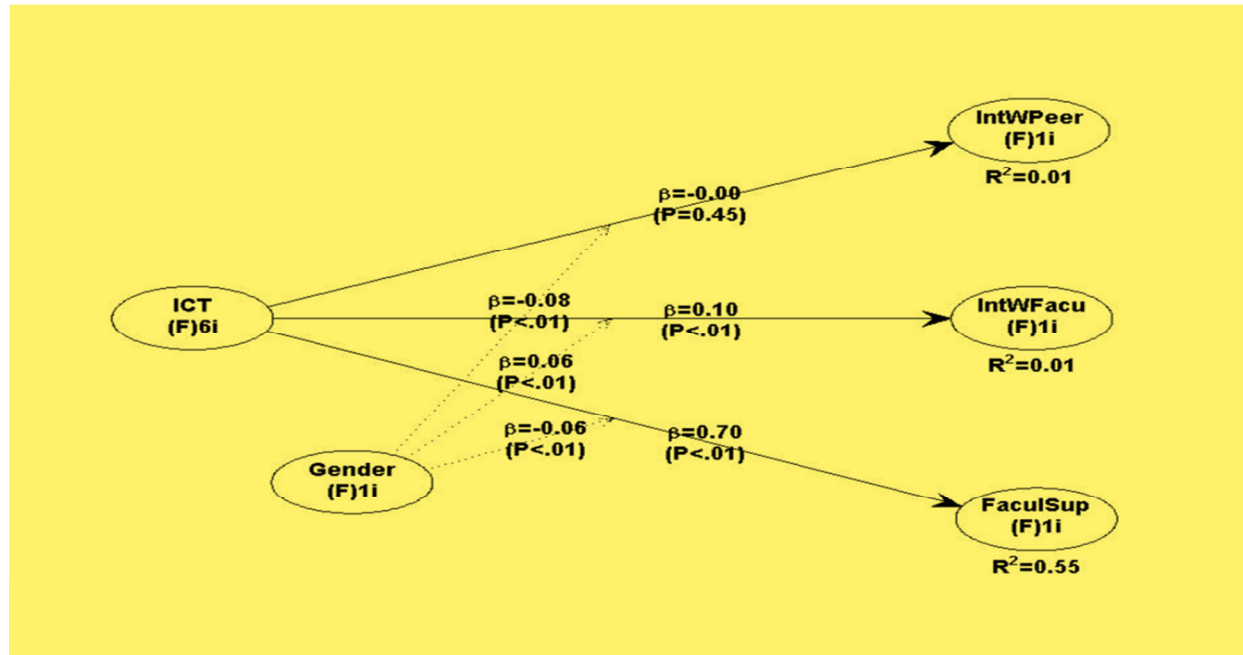 IntWPeer
(F)1i
R²=0.01
β=-0.00
(P=0.45)
ICT
(F)6i
β=-0.08
(P<.01)
β=0.10
(P<.01)
IntWFacu
(F)1i
R²=0.01
β=0.06
(P<.01)
β=-0.06
(P<.01)
β=0.70
(P<.01)
Gender
(F)1i
FaculSup
(F)1i
R²=0.55